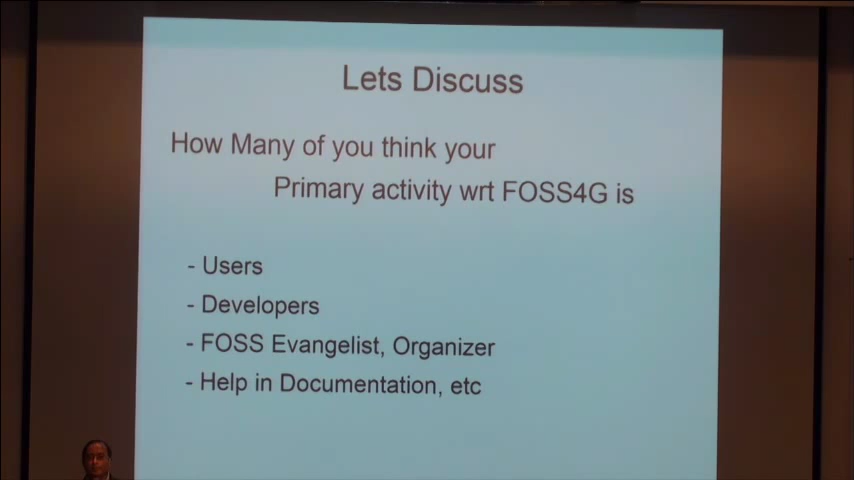 Lets Discuss
How Many of you think your
Primary activity wrt FOSS4G is
- Users
- Developers
- FOSS Evangelist, Organizer
- Help in Documentation, etc